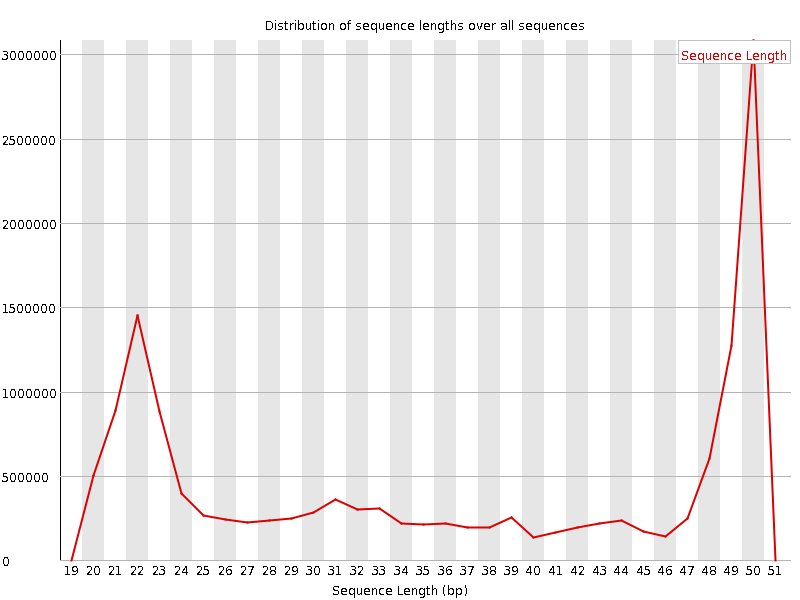 Distribution of sequence lengths over all sequences
Sequence Length
3000000
2500000
2000000
1500000
1000000
500000
0
19 20 21 22 23 24 25 26 27 28 29 30 31 32 33 34 35 36 37 38 39 40 41 42 43 44 45 46 47 48 49 50 51
Sequence Length (bp)